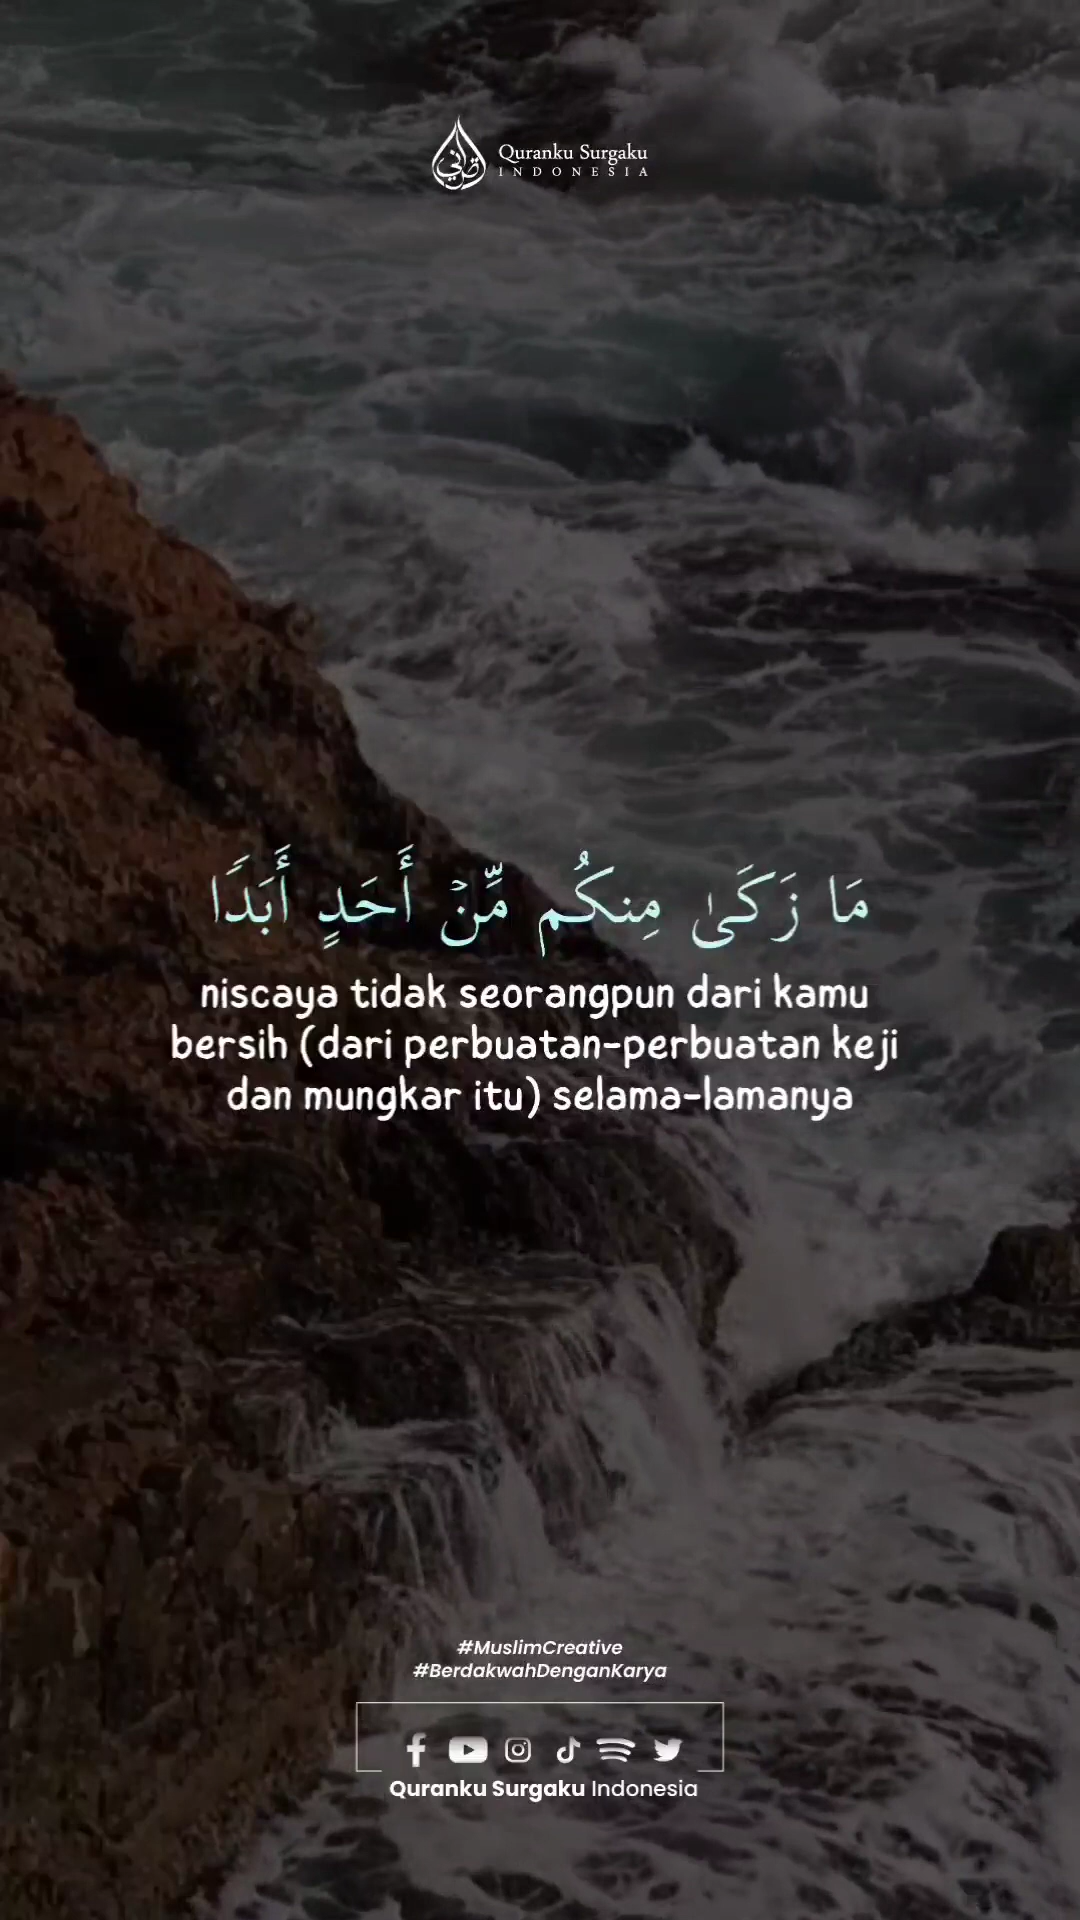 Quranku Surgaku
INDONESIA
مَا زَكَىٰ مِنكُم مِّنْ أَحَدٍ أَبَدًا
niscaya tidak seorangpun dari kamu
bersih (dari perbuatan-perbuatan keji
dan mungkar itu) selama-lamanya
#MuslimCreative
#BerdakwahDenganKarya
Quranku Surgaku Indonesia